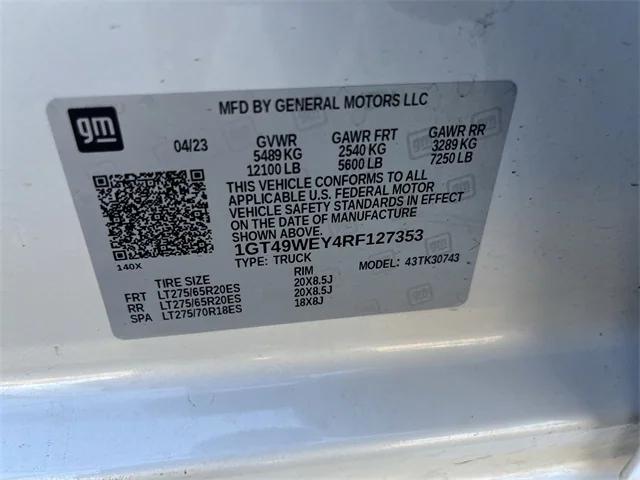 gm
MFD BY GENERAL MOTORS LLC
04/23 GVWR GAWR FRT GAWR RR
5489 KG 2540 KG 3289 KG
12100 LB 5600 LB 7250 LB
THIS VEHICLE CONFORMS TO ALL
APPLICABLE U.S. FEDERAL MOTOR
VEHICLE SAFETY STANDARDS IN EFFECT
ON THE DATE OF MANUFACTURE
SHOWN ABOVE.
1GT49WEY4RF127353
140X TYPE: TRUCK MODEL: 43TK30743
TIRE SIZE RIM
FRT LT275/65R20ES 20X8.5J
RR LT275/65R20ES 20X8.5J
SPA LT275/70R18ES 18X8J